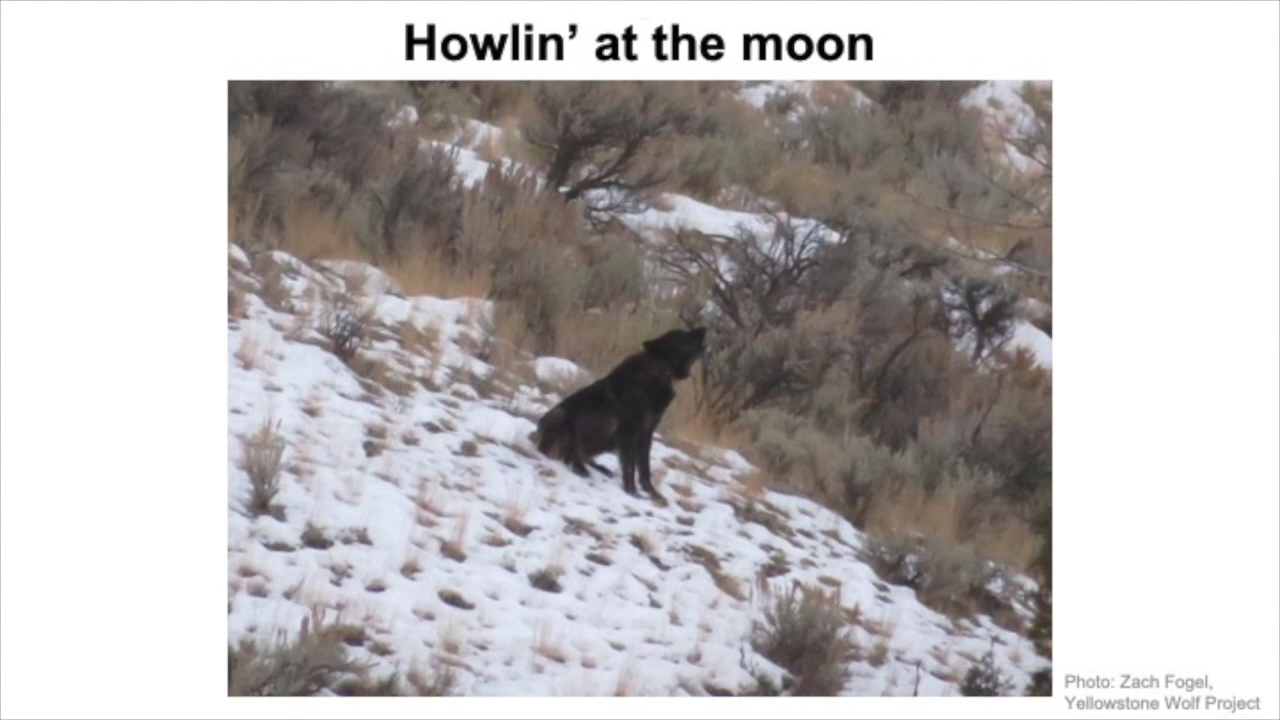 Howlin’ at the moon
Photo: Zach Fogel,
Yellowstone Wolf Project